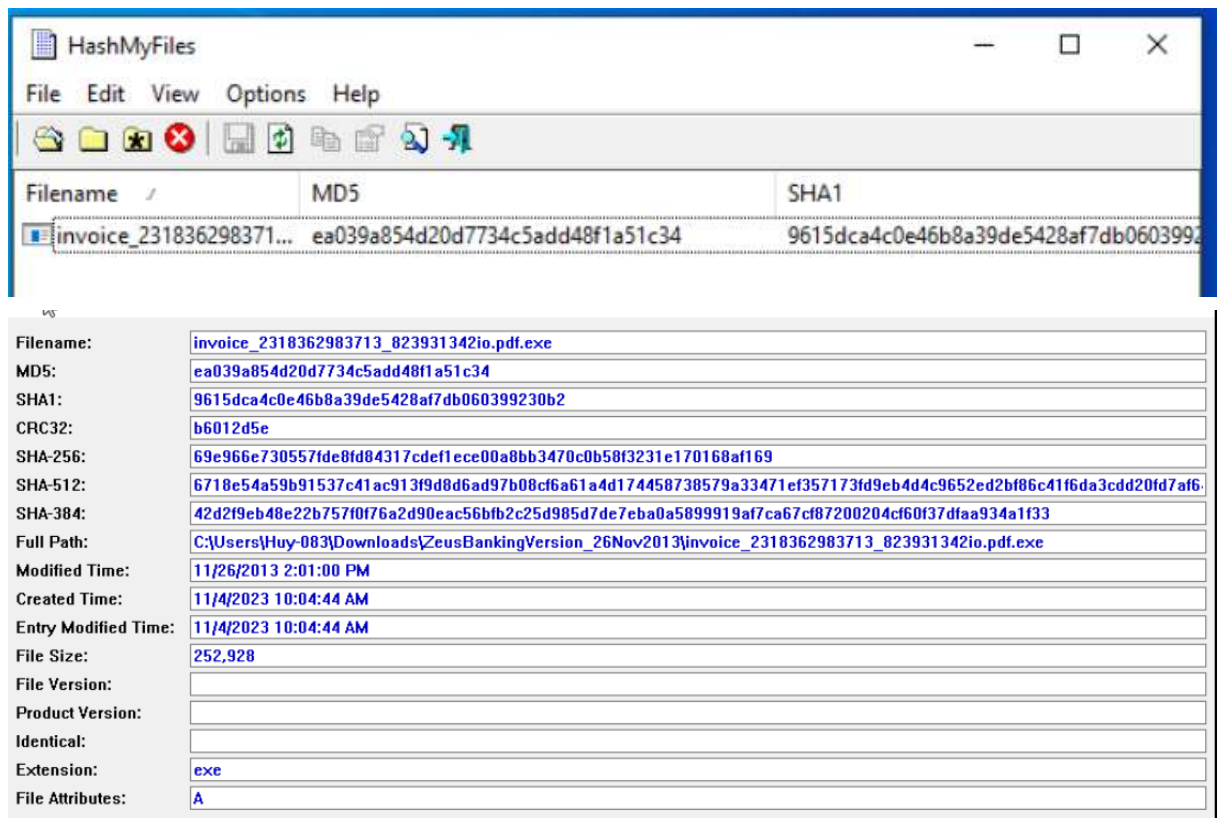 HashMyFiles
File Edit View Options Help
Filename MD5 SHA1
invoice_231836298371... ea039a854d20d7734c5add48f1a51c34 9615dca4c0e46b8a39de5428af7db0603992
Filename: invoice_2318362983713_823931342io.pdf.exe
MD5: ea039a854d20d7734c5add48f1a51c34
SHA1: 9615dca4c0e46b8a39de5428af7db060399230b2
CRC32: b6012d5e
SHA-256: 69e966e730557fde8fd84317cdef1ece00a8bb3470c0b58f3231e170168af169
SHA-512: 6718e54a59b91537c41ac913f9d8d6ad97b08cf6a61a4d174458738579a33471ef357173fd9eb4d4c9652ed2bf86c41f6da3cdd20fd7af6
SHA-384: 42d2f9eb48e22b757f0f76a2d90eac56bfb2c25d985d7de7eba0a5899919af7ca67cf87200204cf60f37dfaa934a1f33
Full Path: C:\Users\Huy-083\Downloads\ZeusBankingVersion_26Nov2013\invoice_2318362983713_823931342io.pdf.exe
Modified Time: 11/26/2013 2:01:00 PM
Created Time: 11/4/2023 10:04:44 AM
Entry Modified Time: 11/4/2023 10:04:44 AM
File Size: 252,928
File Version:
Product Version:
Identical:
Extension: exe
File Attributes: A